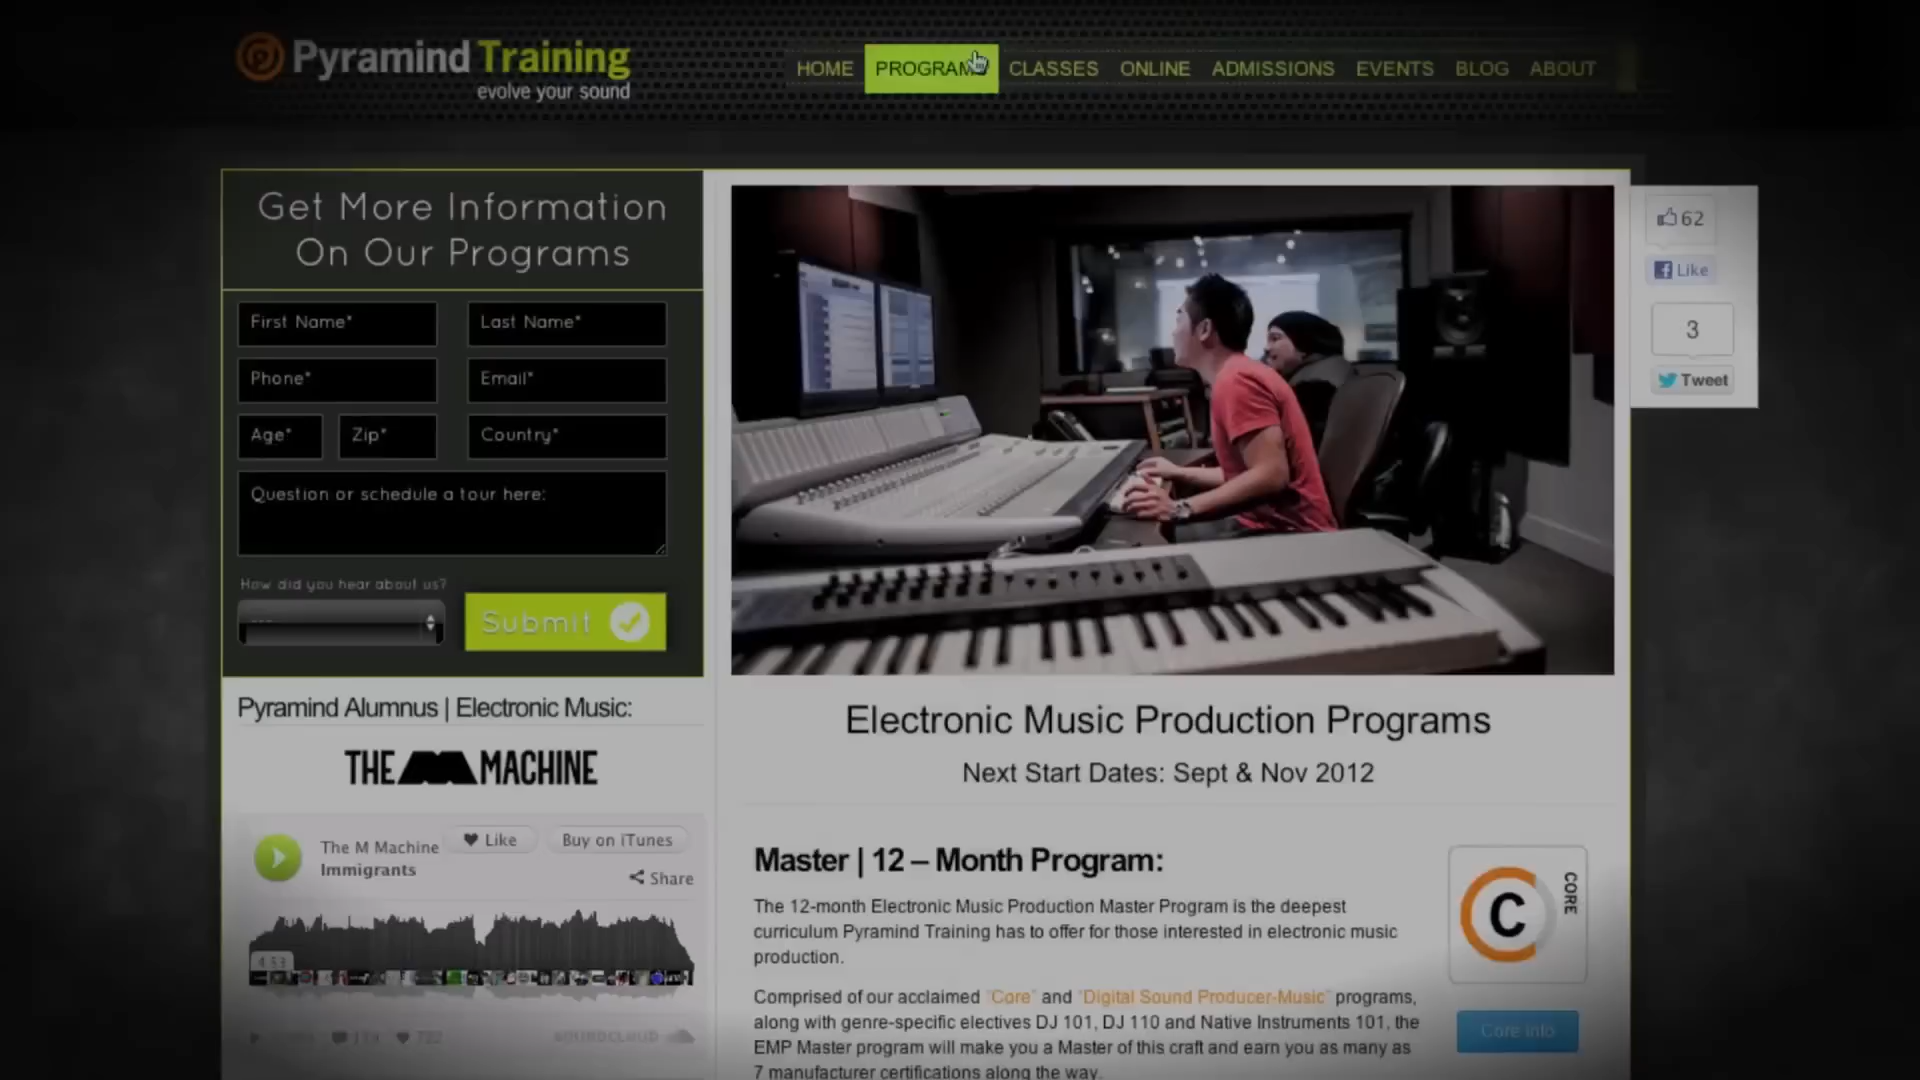 Pyramind Training
evolve your sound
HOME PROGRAMS CLASSES ONLINE ADMISSIONS EVENTS BLOG ABOUT
Get More Information
On Our Programs
First Name* Last Name*
Phone* Email*
Age* Zip* Country*
Question or schedule a tour here:
How did you hear about us?
Submit
62
Like
3
Tweet
Pyramind Alumnus | Electronic Music:
THE M MACHINE
The M Machine
Immigrants
Like
Buy on iTunes
Share
4.53
722
SOUNDCLOUD
Electronic Music Production Programs
Next Start Dates: Sept & Nov 2012
Master | 12 – Month Program:
The 12-month Electronic Music Production Master Program is the deepest
curriculum Pyramind Training has to offer for those interested in electronic music
production.
Comprised of our acclaimed "Core" and "Digital Sound Producer-Music" programs,
along with genre-specific electives DJ 101, DJ 110 and Native Instruments 101, the
EMP Master program will make you a Master of this craft and earn you as many as
7 manufacturer certifications along the way.
C CORE
Core info